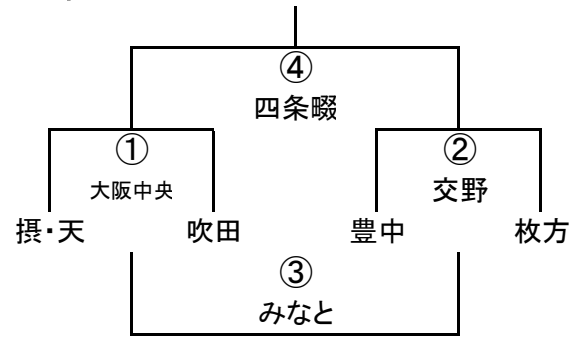 ④
四条畷
①
②
大阪中央
交野
摂・天
吹田
豊中
枚方
③
みなと